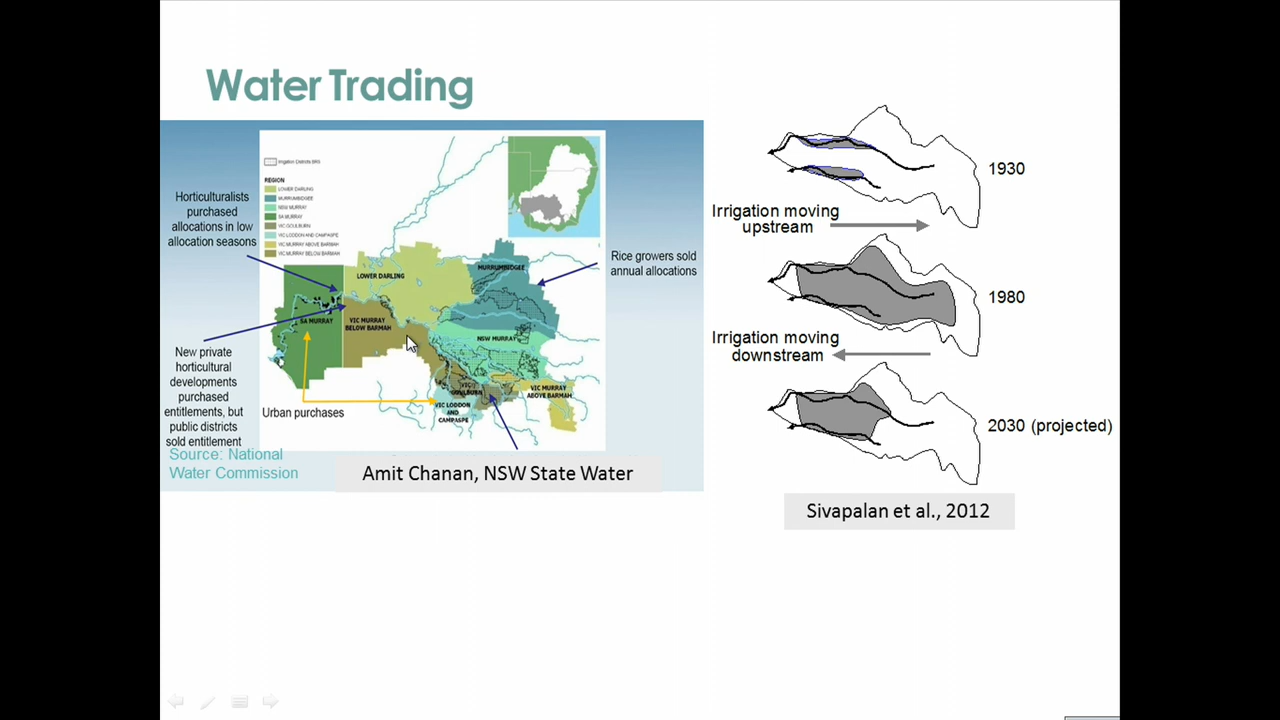 Water Trading
Irrigation Districts
REGION
LOWER DARLING
MURRUMBIDGEE
NSW MURRAY
SA MURRAY
VIC GOULBURN
VIC LODDON AND CAMPASPE
VIC MURRAY ABOVE BARMAH
VIC MURRAY BELOW BARMAH
Horticulturalists
purchased
allocations in low
allocation seasons
New private
horticultural
developments
purchased
entitlements, but
public districts
sold entitlement
Source: National
Water Commission
Urban purchases
LOWER DARLING
MURRUMBIDGEE
SA MURRAY
VIC MURRAY
BELOW BARMAH
NSW MURRAY
VIC
GOULBURN
VIC LODDON
AND
CAMPASPE
VIC MURRAY
ABOVE BARMAH
Rice growers sold
annual allocations
Amit Chanan, NSW State Water
1930
Irrigation moving
upstream
1980
Irrigation moving
downstream
2030 (projected)
Sivapalan et al., 2012